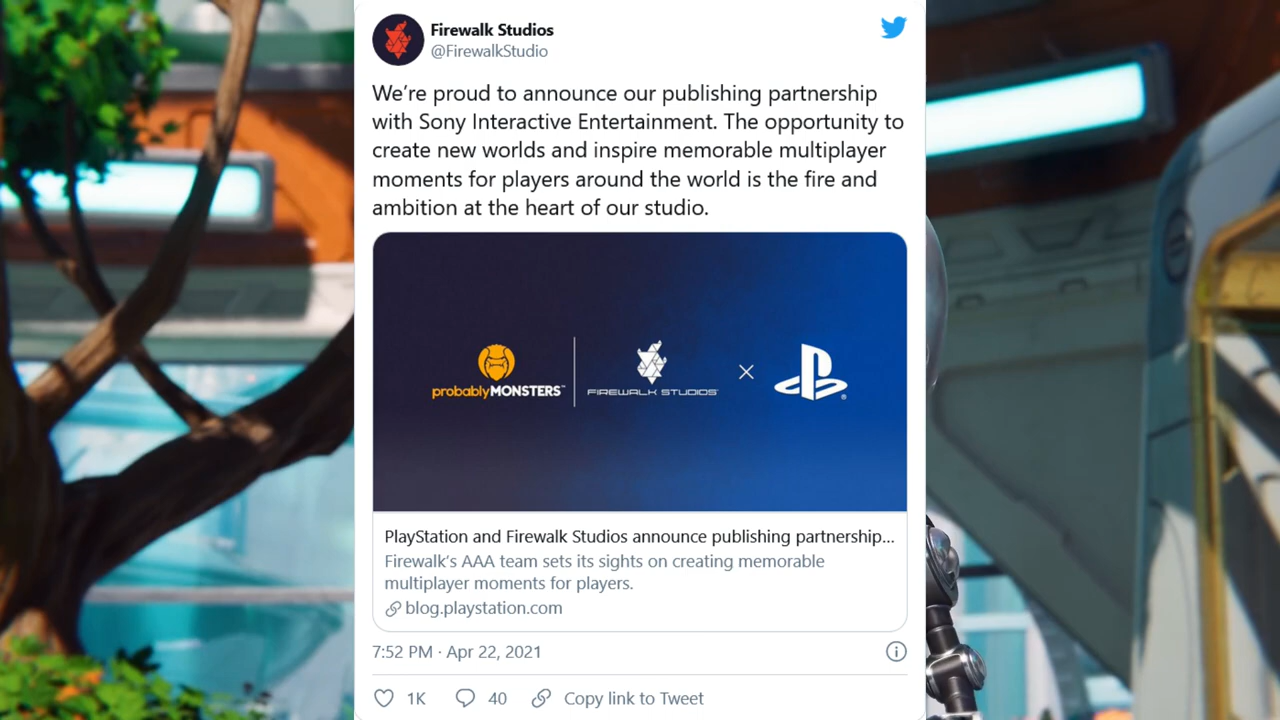 Firewalk Studios
@FirewalkStudio
We're proud to announce our publishing partnership
with Sony Interactive Entertainment. The opportunity to
create new worlds and inspire memorable multiplayer
moments for players around the world is the fire and
ambition at the heart of our studio.
probablyMONSTERS™
FIREWALK STUDIOS
PlayStation and Firewalk Studios announce publishing partnership...
Firewalk's AAA team sets its sights on creating memorable
multiplayer moments for players.
blog.playstation.com
7:52 PM · Apr 22, 2021
1K 40 Copy link to Tweet